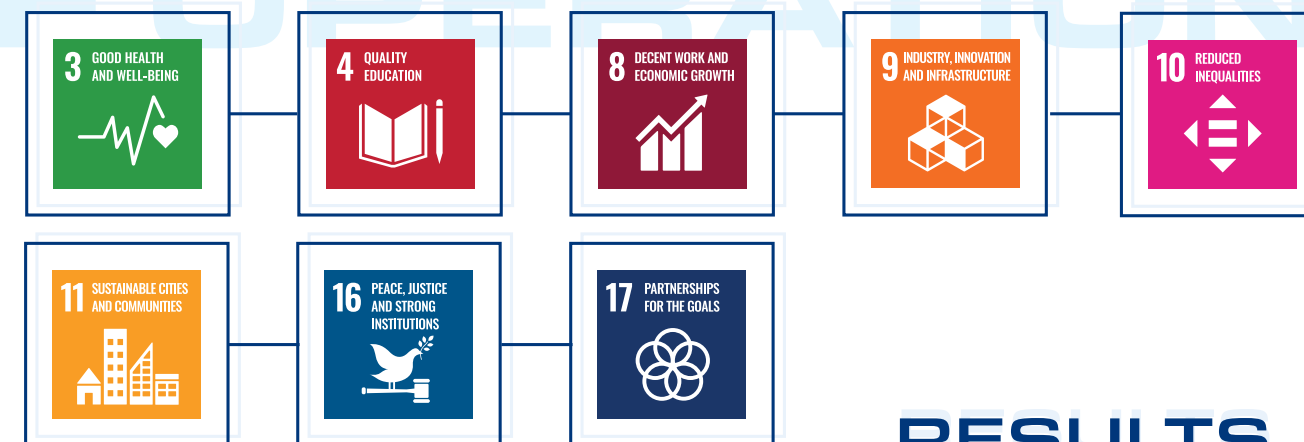 3 GOOD HEALTH
AND WELL-BEING
4 QUALITY
EDUCATION
8 DECENT WORK AND
ECONOMIC GROWTH
9 INDUSTRY, INNOVATION
AND INFRASTRUCTURE
10 REDUCED
INEQUALITIES
11 SUSTAINABLE CITIES
AND COMMUNITIES
16 PEACE, JUSTICE
AND STRONG
INSTITUTIONS
17 PARTNERSHIPS
FOR THE GOALS
RESULTS